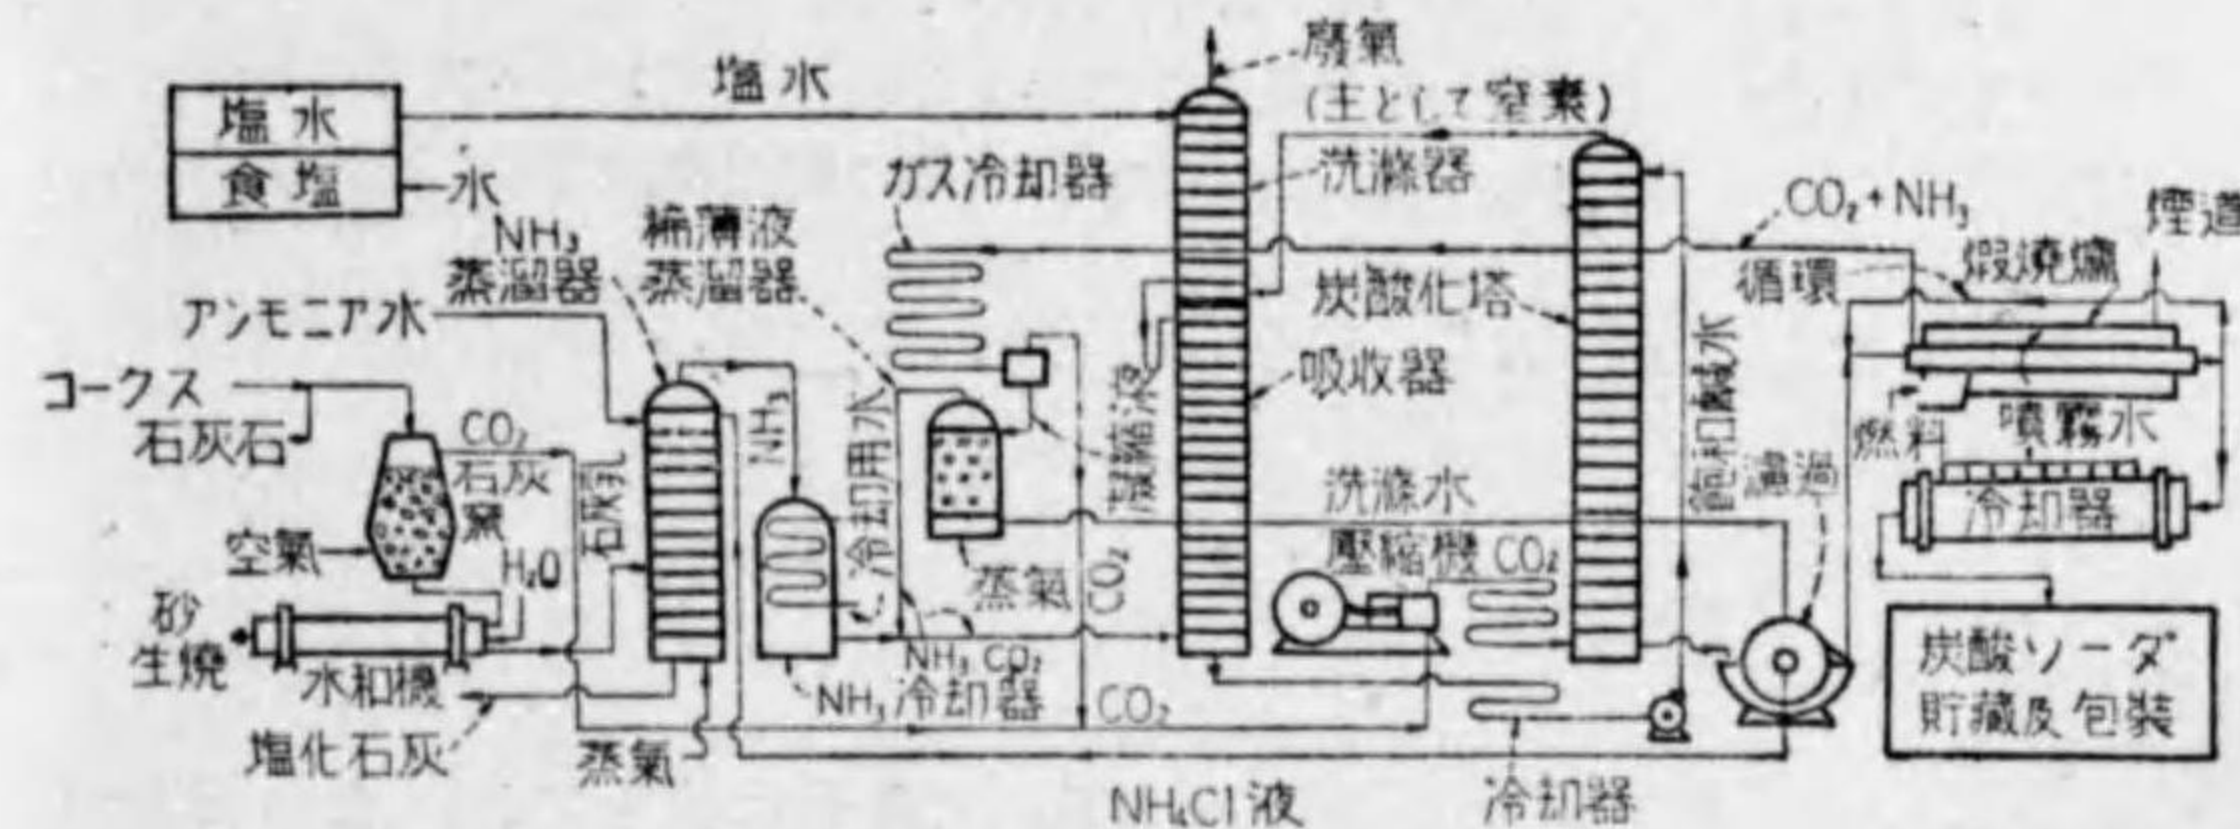 塩水
食塩
塩水
水
廢氣
(主として窒素)
洗滌器
ガス冷却器
CO₂+NH₃
煙道
NH₃
蒸溜器
稀薄液
蒸溜器
循環
煆燒爐
アンモニア水
炭酸化塔
コークス
石灰石
CO₂
石灰
窯
石灰乳
NH₃
冷却用水
凝縮液
吸收器
飽和鹹水
燃料
噴霧水
濾過
洗滌水
冷却器
空氣
H₂O
蒸氣
CO₂
壓縮機
CO₂
砂
生燒
水和機
NH₃ CO₂
NH₃冷却器
CO₂
炭酸ソーダ
貯藏及包裝
塩化石灰
蒸氣
NH₄Cl液
冷却器